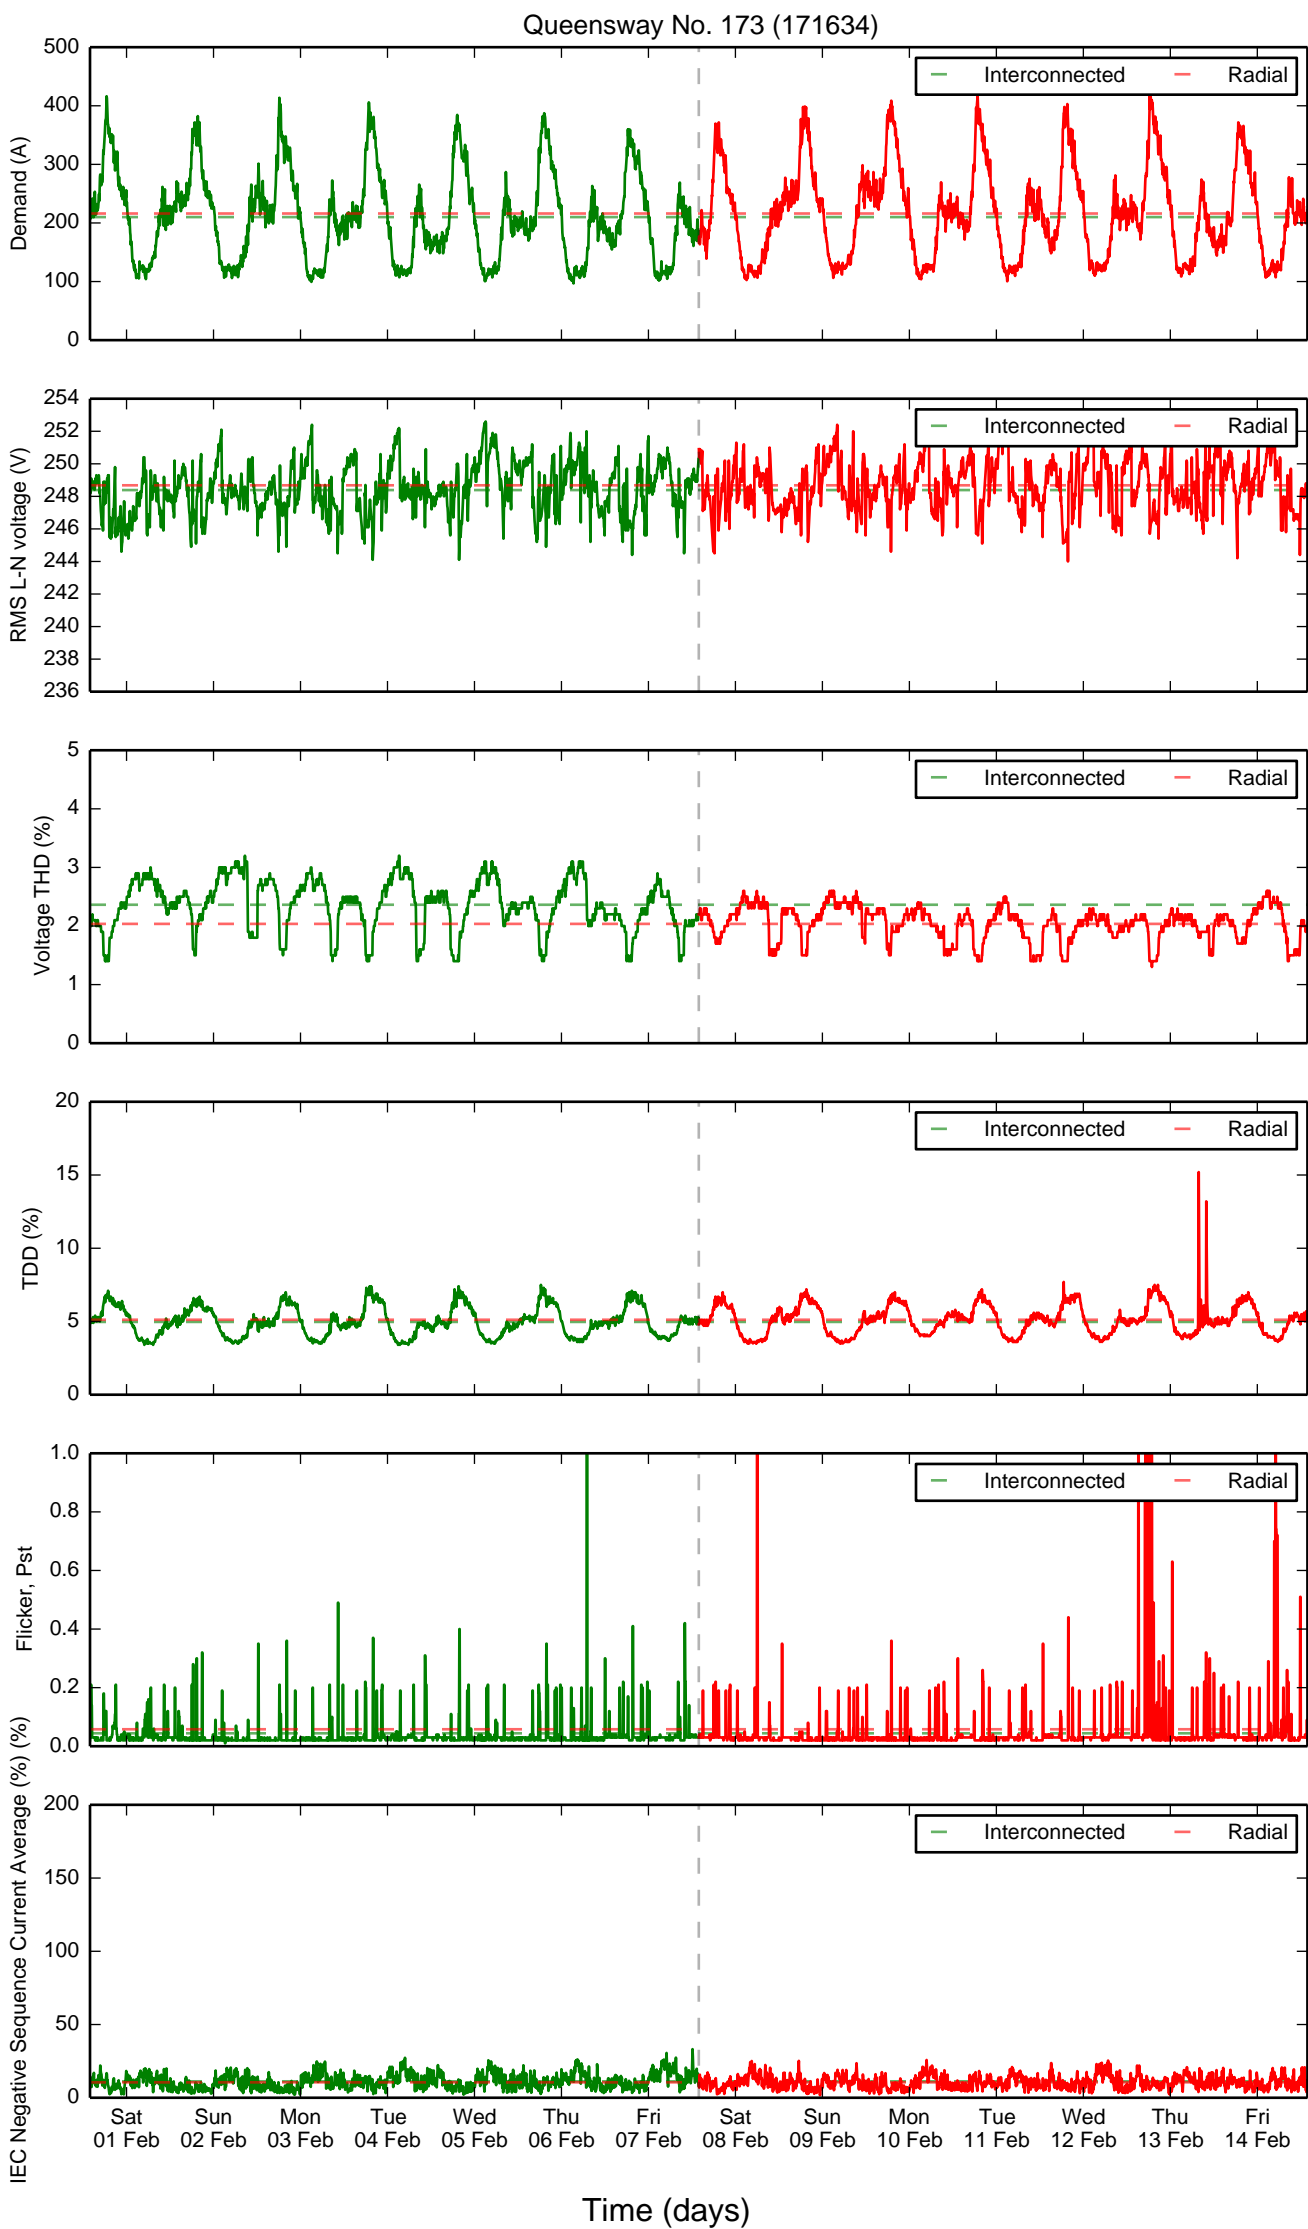 Queensway No. 173 (171634)
500
400
300
200
100
0
Demand (A)
Interconnected Radial
254
252
250
248
246
244
242
240
238
236
RMS L-N voltage (V)
Interconnected Radial
5
4
3
2
1
0
Voltage THD (%)
Interconnected Radial
20
15
10
5
0
TDD (%)
Interconnected Radial
1.0
0.8
0.6
0.4
0.2
0.0
Flicker, Pst
Interconnected Radial
200
150
100
50
0
IEC Negative Sequence Current Average (%) (%)
Interconnected Radial
Sat Sun Mon Tue Wed Thu Fri Sat Sun Mon Tue Wed Thu Fri
01 Feb 02 Feb 03 Feb 04 Feb 05 Feb 06 Feb 07 Feb 08 Feb 09 Feb 10 Feb 11 Feb 12 Feb 13 Feb 14 Feb
Time (days)